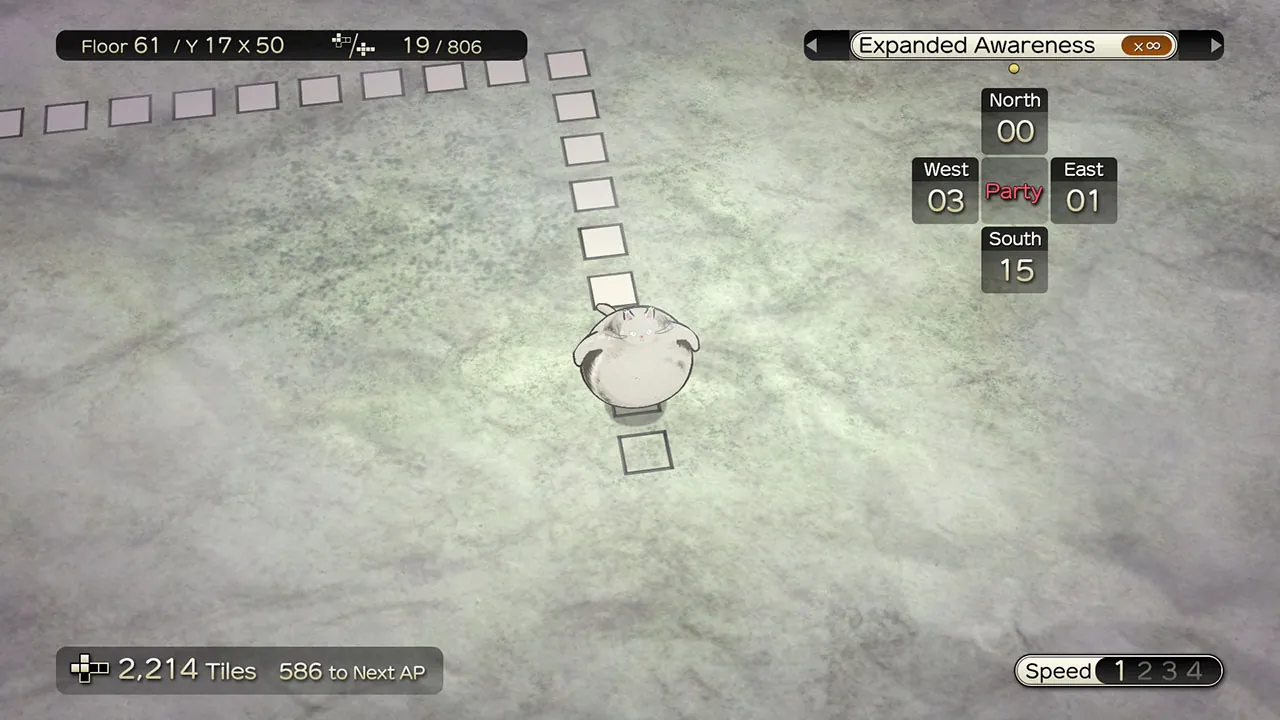 Floor 61 / Y 17 X 50
19 / 806
Expanded Awareness ×∞
North
00
West
03
Party
East
01
South
15
2,214 Tiles 586 to Next AP
Speed 1 2 3 4